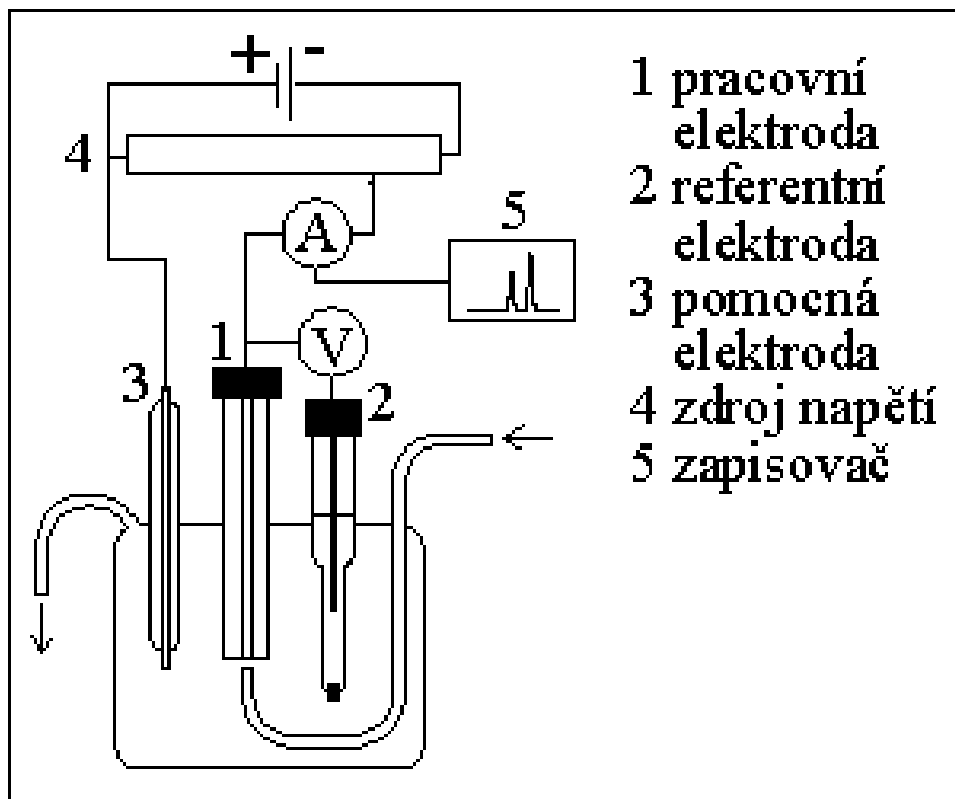 + -
4
A
5
1
V
3
2
1 pracovní
elektroda
2 referentní
elektroda
3 pomocná
elektroda
4 zdroj napětí
5 zapisovač